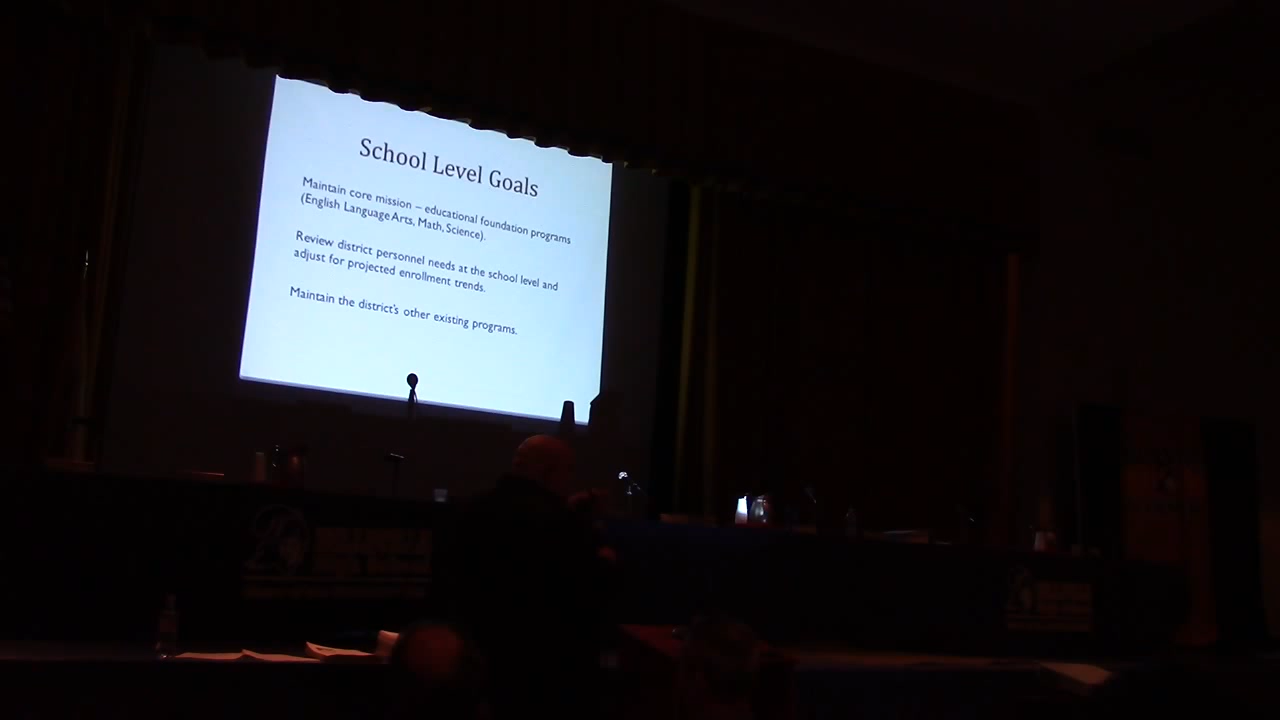 School Level Goals
Maintain core mission – educational foundation programs
(English Language Arts, Math, Science).
Review district personnel needs at the school level and
adjust for projected enrollment trends.
Maintain the district's other existing programs.